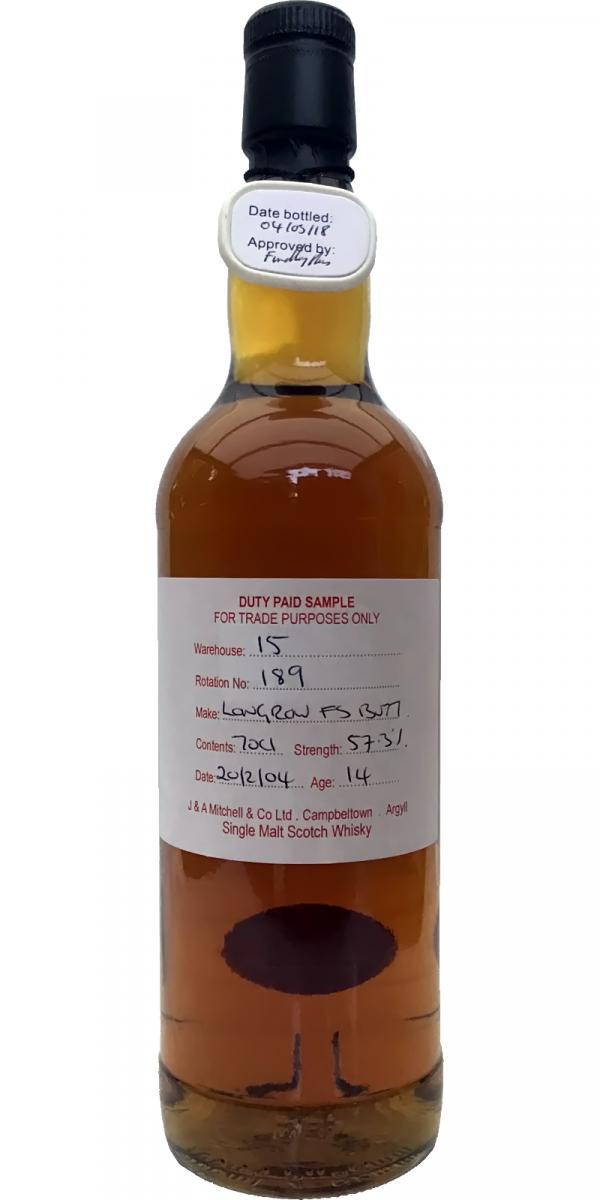 Date bottled:
04/05/18
Approved by:
DUTY PAID SAMPLE
FOR TRADE PURPOSES ONLY
Warehouse: 15
Rotation No: 189
Make: LONGROW FS BUTT
Contents: 70cl Strength: 57.3%
Date: 20/2/04 Age: 14
J & A Mitchell & Co Ltd . Campbeltown . Argyll
Single Malt Scotch Whisky